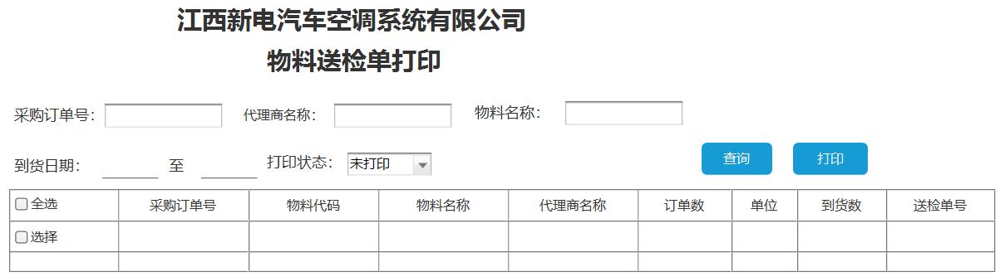 江西新电汽车空调系统有限公司
物料送检单打印
采购订单号： 代理商名称： 物料名称：
到货日期： 至 打印状态： 未打印 查询 打印
全选 采购订单号 物料代码 物料名称 代理商名称 订单数 单位 到货数 送检单号
选择